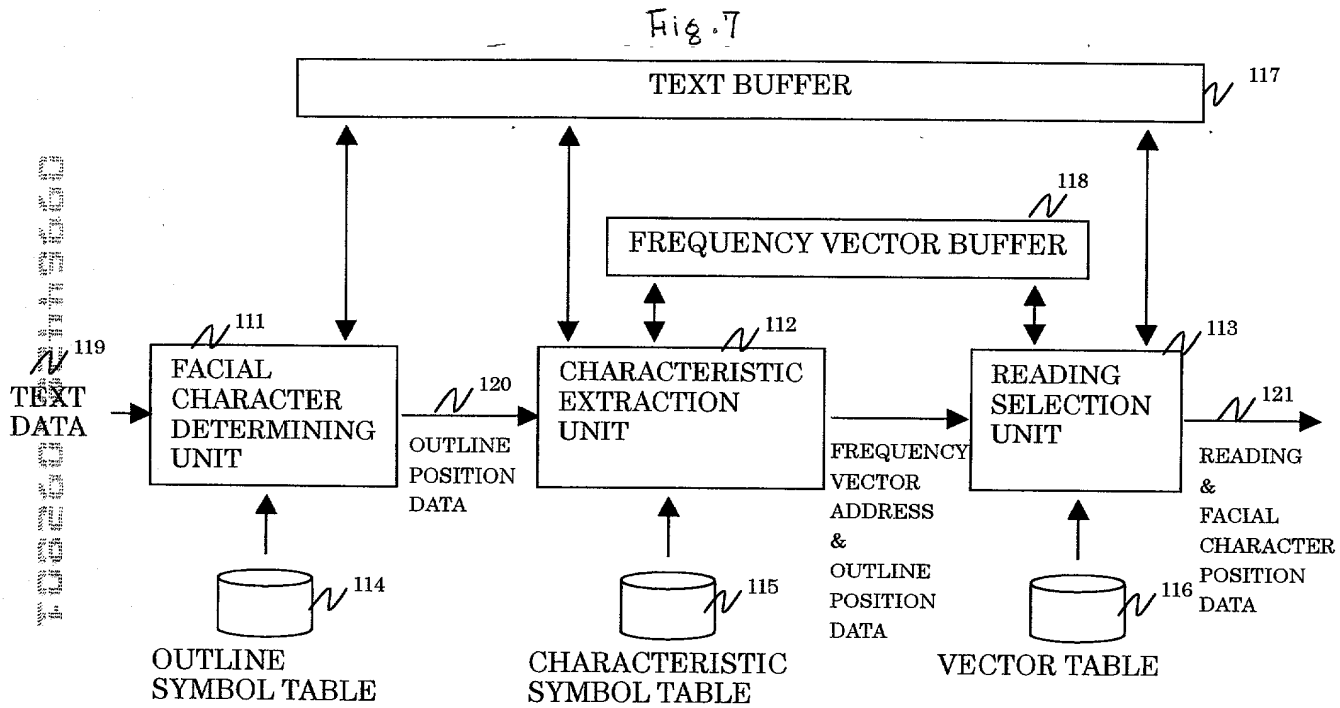 Fig.7
TEXT BUFFER
117
118
FREQUENCY VECTOR BUFFER
119
TEXT
DATA
111
FACIAL
CHARACTER
DETERMINING
UNIT
120
OUTLINE
POSITION
DATA
112
CHARACTERISTIC
EXTRACTION
UNIT
FREQUENCY
VECTOR
ADDRESS
&
OUTLINE
POSITION
DATA
113
READING
SELECTION
UNIT
121
READING
&
FACIAL
CHARACTER
POSITION
DATA
114
OUTLINE
SYMBOL TABLE
115
CHARACTERISTIC
SYMBOL TABLE
116
VECTOR TABLE